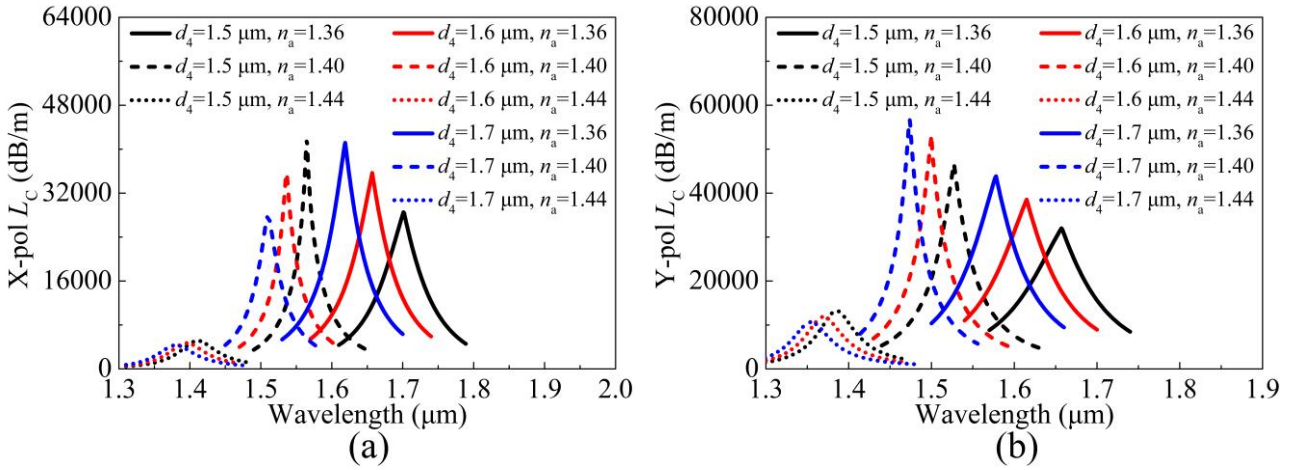 64000
48000
32000
16000
0
X-pol L_C (dB/m)
d₄=1.5 μm, nₐ=1.36
d₄=1.5 μm, nₐ=1.40
d₄=1.5 μm, nₐ=1.44
d₄=1.6 μm, nₐ=1.36
d₄=1.6 μm, nₐ=1.40
d₄=1.6 μm, nₐ=1.44
d₄=1.7 μm, nₐ=1.36
d₄=1.7 μm, nₐ=1.40
d₄=1.7 μm, nₐ=1.44
1.3 1.4 1.5 1.6 1.7 1.8 1.9 2.0
Wavelength (μm)
(a)
80000
60000
40000
20000
0
Y-pol L_C (dB/m)
d₄=1.5 μm, nₐ=1.36
d₄=1.5 μm, nₐ=1.40
d₄=1.5 μm, nₐ=1.44
d₄=1.6 μm, nₐ=1.36
d₄=1.6 μm, nₐ=1.40
d₄=1.6 μm, nₐ=1.44
d₄=1.7 μm, nₐ=1.36
d₄=1.7 μm, nₐ=1.40
d₄=1.7 μm, nₐ=1.44
1.3 1.4 1.5 1.6 1.7 1.8 1.9
Wavelength (μm)
(b)